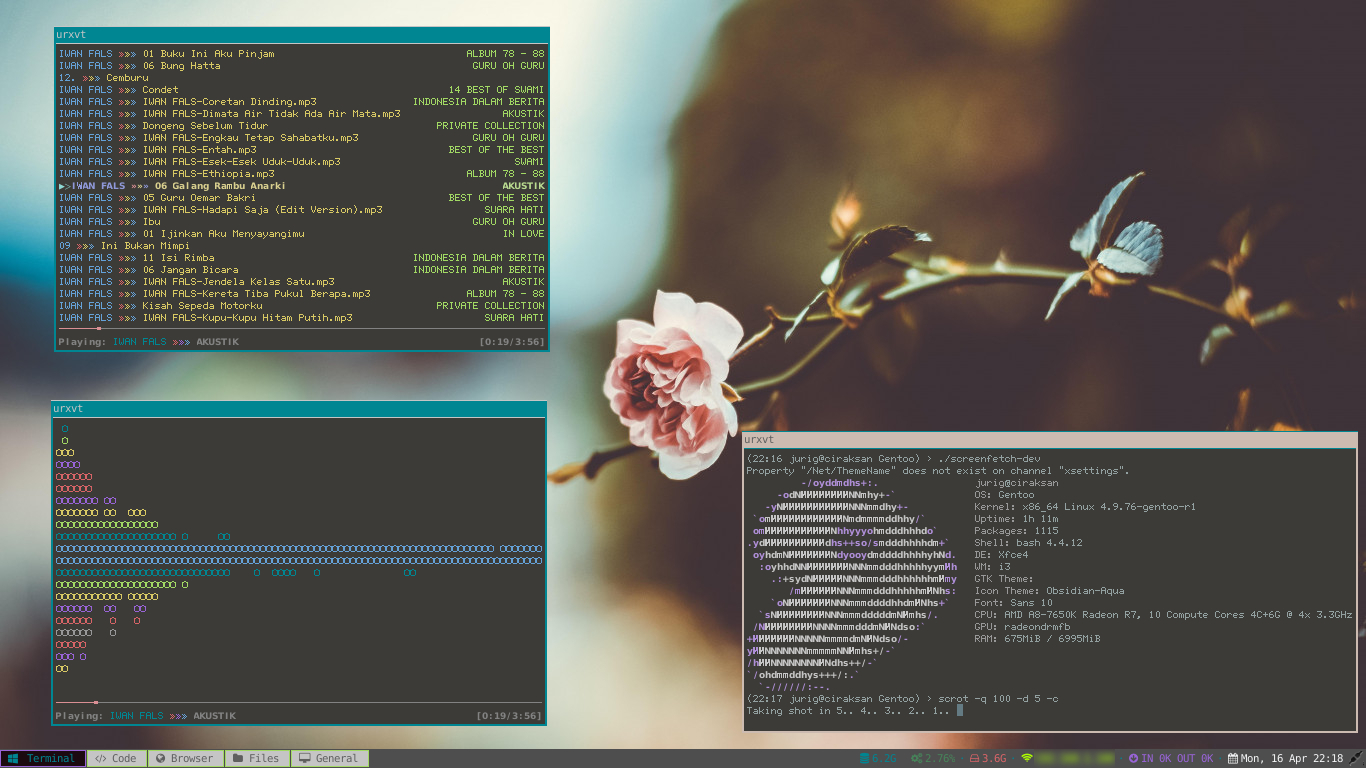 urxvt
IWAN FALS »»» 01 Buku Ini Aku Pinjam ALBUM 78 - 88
IWAN FALS »»» 06 Bung Hatta GURU OH GURU
12. »»» Cemburu
IWAN FALS »»» Condet 14 BEST OF SWAMI
IWAN FALS »»» IWAN FALS-Coretan Dinding.mp3 INDONESIA DALAM BERITA
IWAN FALS »»» IWAN FALS-Dimata Air Tidak Ada Air Mata.mp3 AKUSTIK
IWAN FALS »»» Dongeng Sebelum Tidur PRIVATE COLLECTION
IWAN FALS »»» IWAN FALS-Engkau Tetap Sahabatku.mp3 GURU OH GURU
IWAN FALS »»» IWAN FALS-Entah.mp3 BEST OF THE BEST
IWAN FALS »»» IWAN FALS-Esek-Esek Uduk-Uduk.mp3 SWAMI
IWAN FALS »»» IWAN FALS-Ethiopia.mp3 ALBUM 78 - 88
▶>IWAN FALS »»» 06 Galang Rambu Anarki AKUSTIK
IWAN FALS »»» 05 Guru Oemar Bakri BEST OF THE BEST
IWAN FALS »»» IWAN FALS-Hadapi Saja (Edit Version).mp3 SUARA HATI
IWAN FALS »»» Ibu GURU OH GURU
IWAN FALS »»» 01 Ijinkan Aku Menyayangimu IN LOVE
09 »»» Ini Bukan Mimpi
IWAN FALS »»» 11 Isi Rimba INDONESIA DALAM BERITA
IWAN FALS »»» 06 Jangan Bicara INDONESIA DALAM BERITA
IWAN FALS »»» IWAN FALS-Jendela Kelas Satu.mp3 AKUSTIK
IWAN FALS »»» IWAN FALS-Kereta Tiba Pukul Berapa.mp3 ALBUM 78 - 88
IWAN FALS »»» Kisah Sepeda Motorku PRIVATE COLLECTION
IWAN FALS »»» IWAN FALS-Kupu-Kupu Hitam Putih.mp3 SUARA HATI
Playing: IWAN FALS »»» AKUSTIK [0:19/3:56]
urxvt
Playing: IWAN FALS »»» AKUSTIK [0:19/3:56]
urxvt
(22:16 jurig@ciraksan Gentoo) > ./screenfetch-dev
Property "/Net/ThemeName" does not exist on channel "xsettings".
jurig@ciraksan
OS: Gentoo
Kernel: x86_64 Linux 4.9.76-gentoo-r1
Uptime: 1h 11m
Packages: 1115
Shell: bash 4.4.12
DE: Xfce4
WM: i3
GTK Theme:
Icon Theme: Obsidian-Aqua
Font: Sans 10
CPU: AMD A8-7650K Radeon R7, 10 Compute Cores 4C+6G @ 4x 3.3GHz
GPU: radeondrmfb
RAM: 675MiB / 6995MiB
(22:17 jurig@ciraksan Gentoo) > scrot -q 100 -d 5 -c
Taking shot in 5.. 4.. 3.. 2.. 1..
Terminal </> Code Browser Files General 6.2G 2.76% 3.6G IN 0K OUT 0K Mon, 16 Apr 22:18